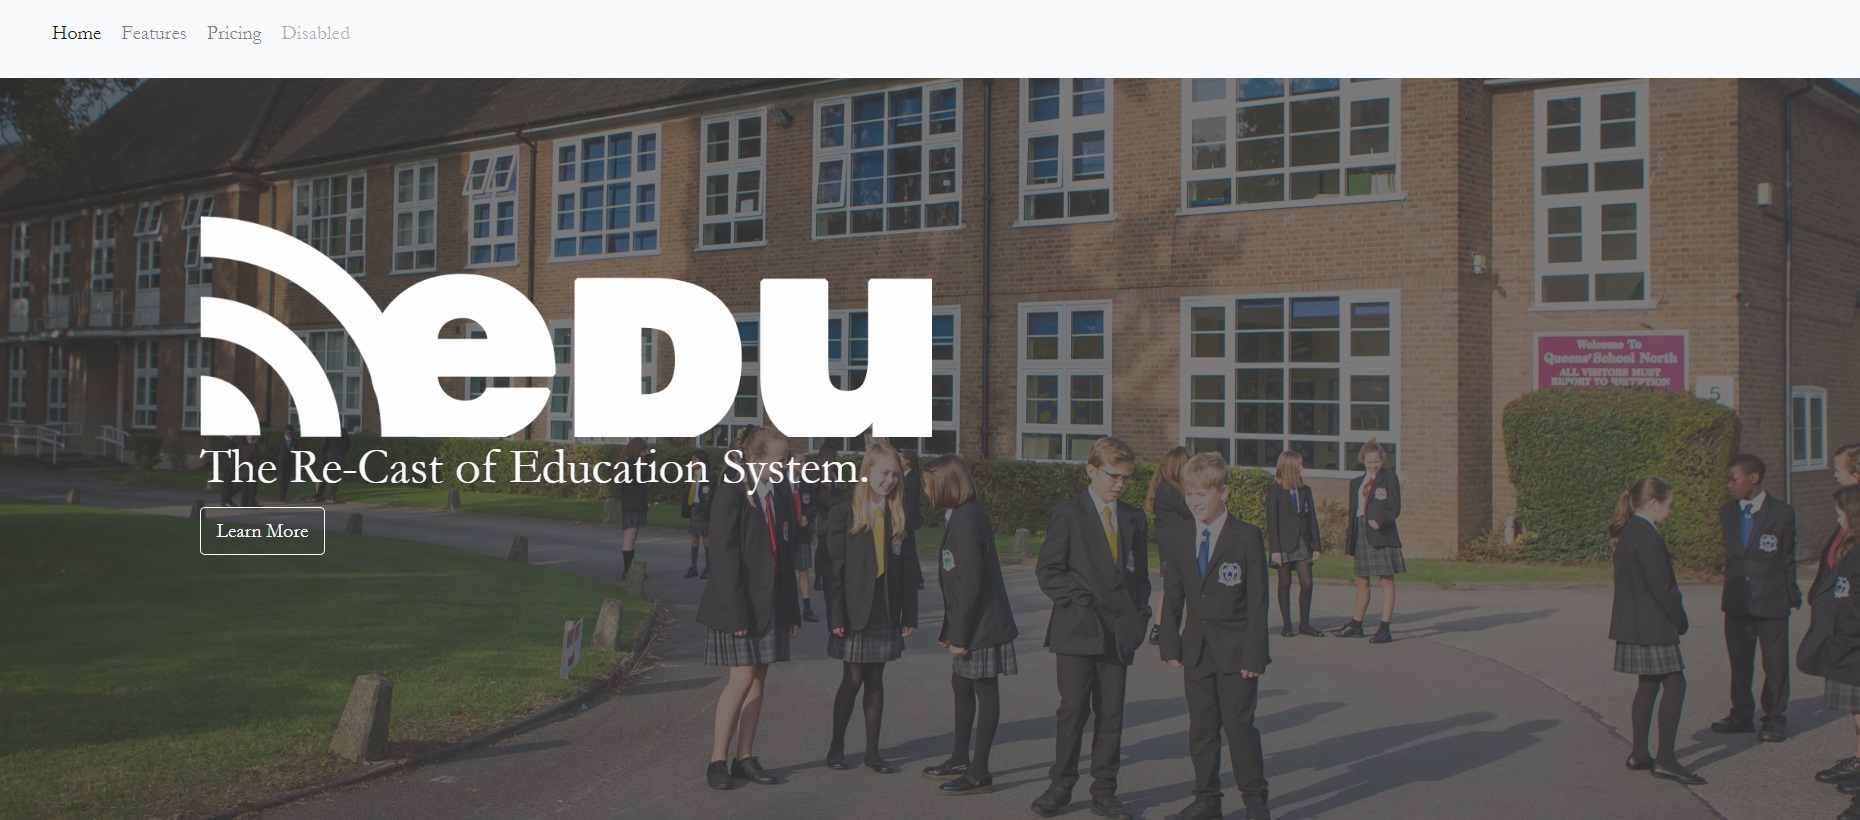 Home Features Pricing Disabled
eDU
The Re-Cast of Education System.
Learn More
Welcome To
Queens' School North
ALL VISITORS MUST
REPORT TO RECEPTION
5